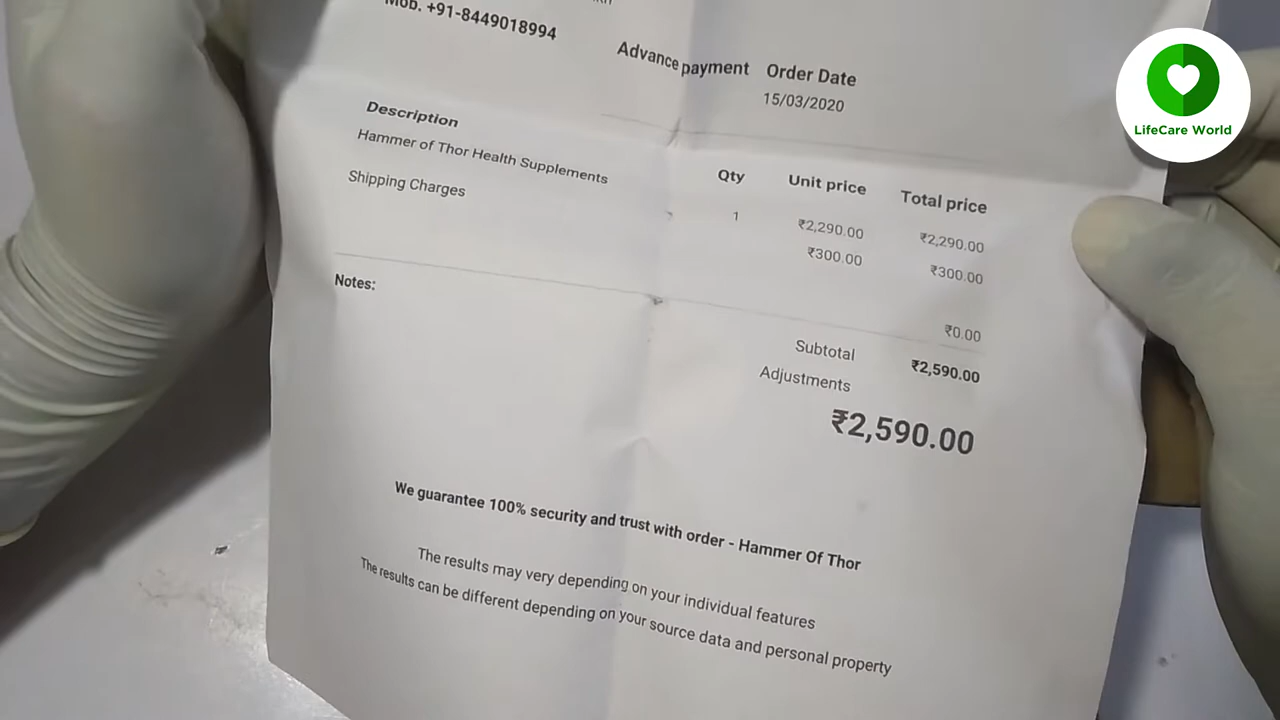 Mob. +91-8449018994
Advance payment Order Date
15/03/2020
Description Qty Unit price Total price
Hammer of Thor Health Supplements 1 ₹2,290.00 ₹2,290.00
Shipping Charges ₹300.00 ₹300.00
₹0.00
Notes:
Subtotal ₹2,590.00
Adjustments
₹2,590.00
We guarantee 100% security and trust with order - Hammer Of Thor
The results may very depending on your individual features
The results can be different depending on your source data and personal property
LifeCare World